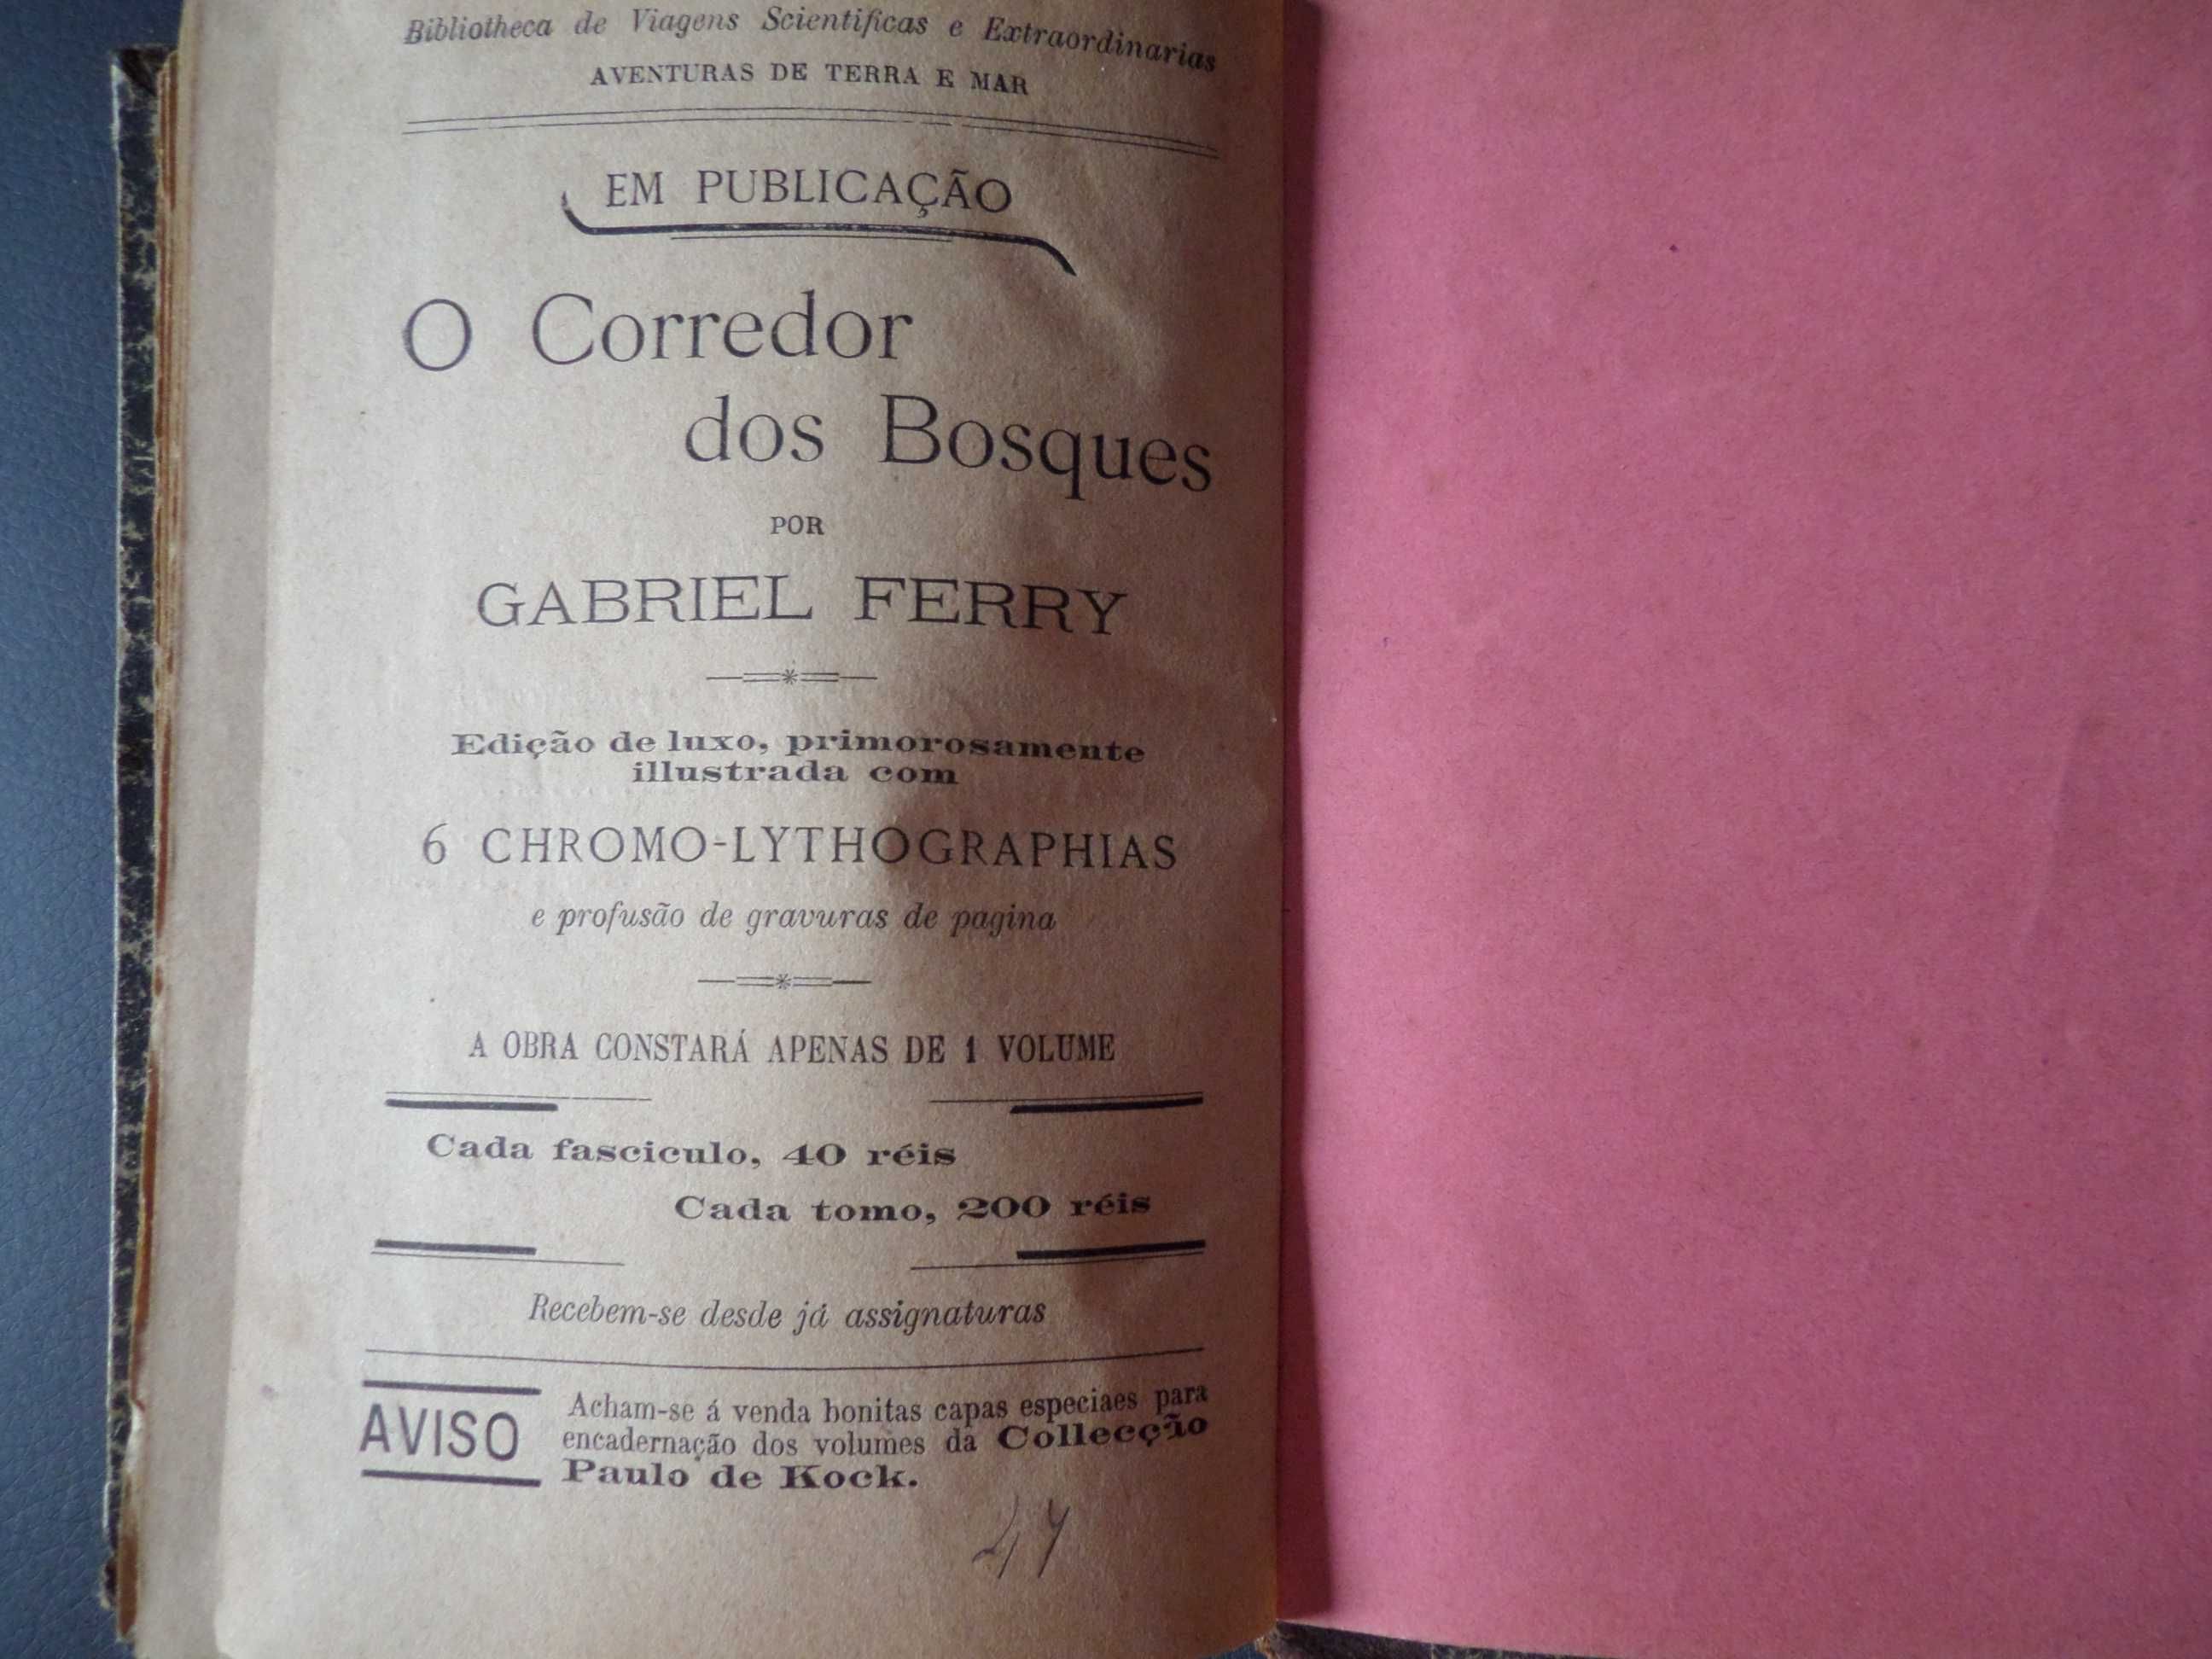 Bibliotheca de Viagens Scientificas e Extraordinarias
AVENTURAS DE TERRA E MAR
EM PUBLICAÇÃO
O Corredor
dos Bosques
POR
GABRIEL FERRY
Edição de luxo, primorosamente
illustrada com
6 CHROMO-LYTHOGRAPHIAS
e profusão de gravuras de pagina
A OBRA CONSTARÁ APENAS DE 1 VOLUME
Cada fasciculo, 40 réis
Cada tomo, 200 réis
Recebem-se desde já assignaturas
AVISO
Acham-se á venda bonitas capas especiaes para
encadernação dos volumes da Collecção
Paulo de Kock.